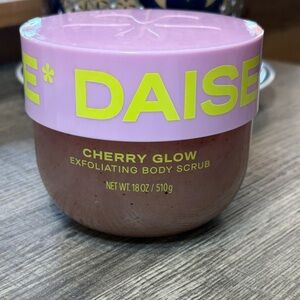 E* DAISE
CHERRY GLOW
EXFOLIATING BODY SCRUB
NET WT. 18 OZ / 510g